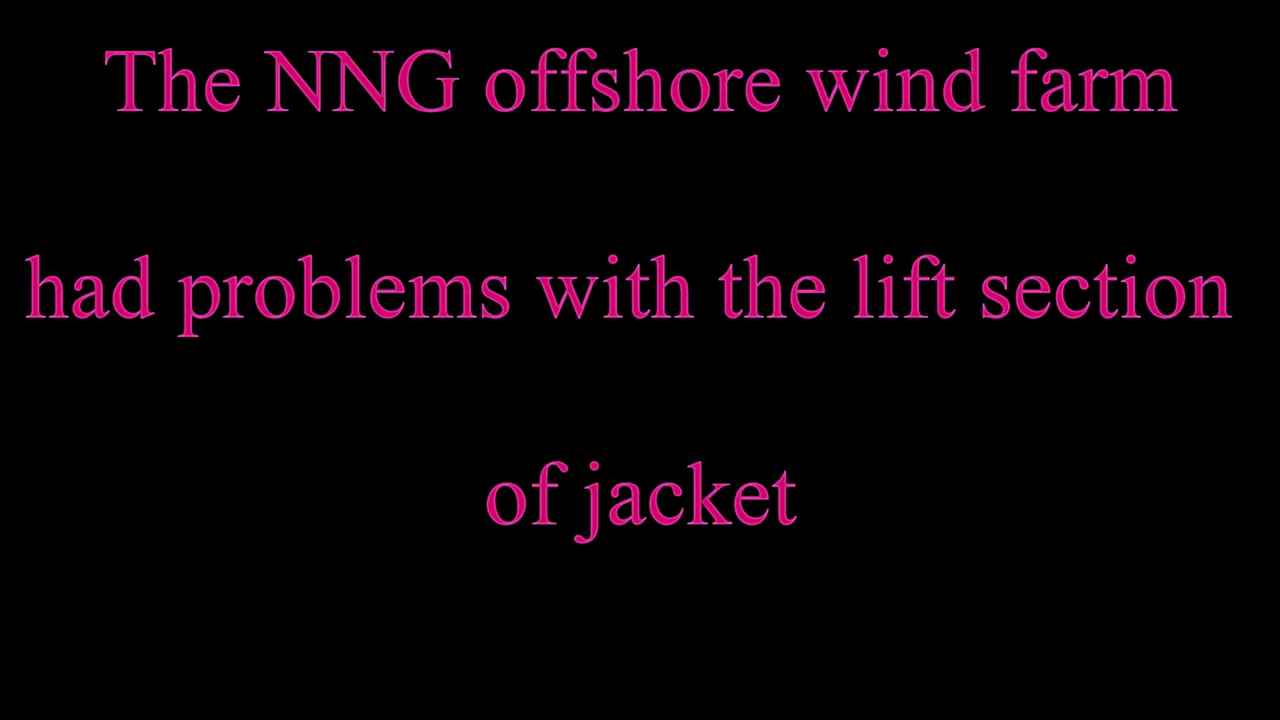 The NNG offshore wind farm
had problems with the lift section
of jacket